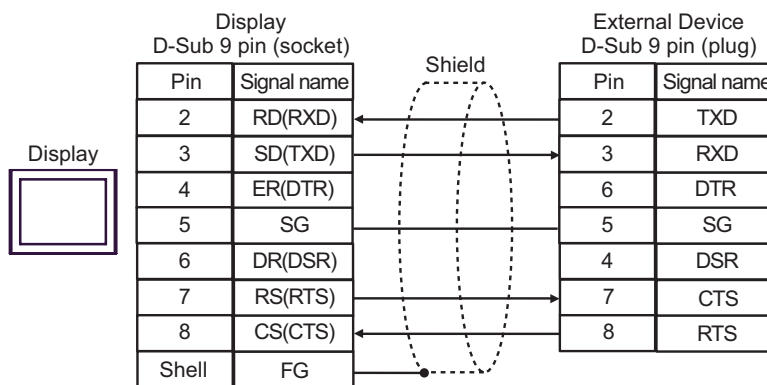 Display
D-Sub 9 pin (socket)
External Device
D-Sub 9 pin (plug)
Shield
Display
Pin Signal name
2 RD(RXD)
3 SD(TXD)
4 ER(DTR)
5 SG
6 DR(DSR)
7 RS(RTS)
8 CS(CTS)
Shell FG
Pin Signal name
2 TXD
3 RXD
6 DTR
5 SG
4 DSR
7 CTS
8 RTS